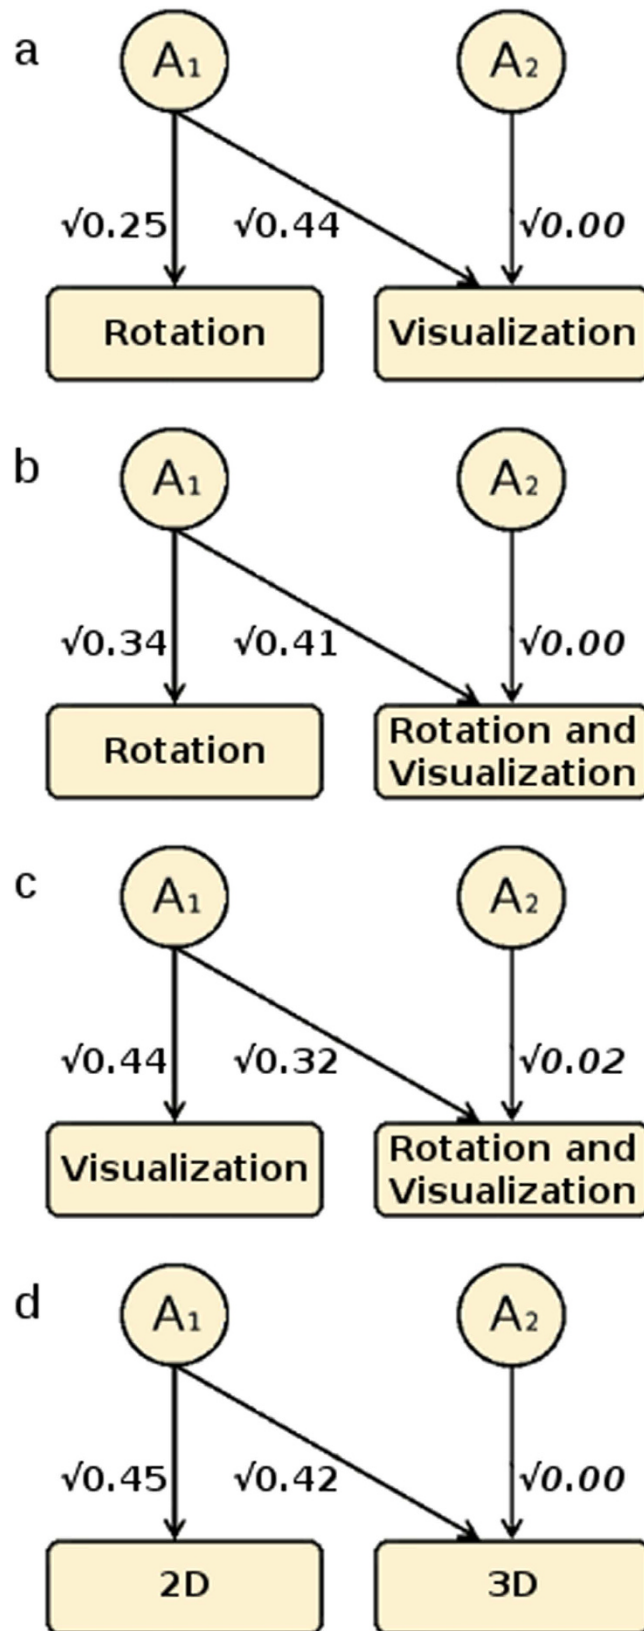 a
A₁ A₂
√0.25 √0.44 √0.00
Rotation Visualization
b
A₁ A₂
√0.34 √0.41 √0.00
Rotation Rotation and
Visualization
c
A₁ A₂
√0.44 √0.32 √0.02
Visualization Rotation and
Visualization
d
A₁ A₂
√0.45 √0.42 √0.00
2D 3D